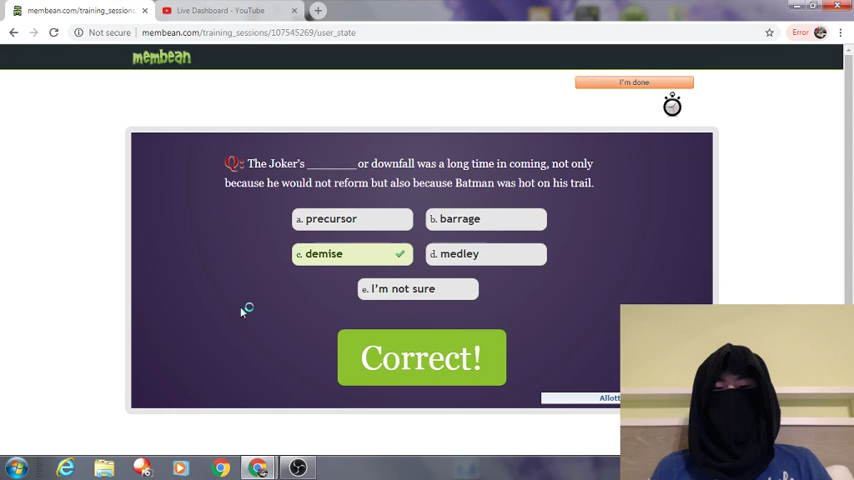 membean.com/training_sessions
Live Dashboard - YouTube
Not secure | membean.com/training_sessions/107545269/user_state
Error
membean
I'm done
Q: The Joker's ________ or downfall was a long time in coming, not only
because he would not reform but also because Batman was hot on his trail.
a. precursor
b. barrage
c. demise
d. medley
e. I'm not sure
Correct!